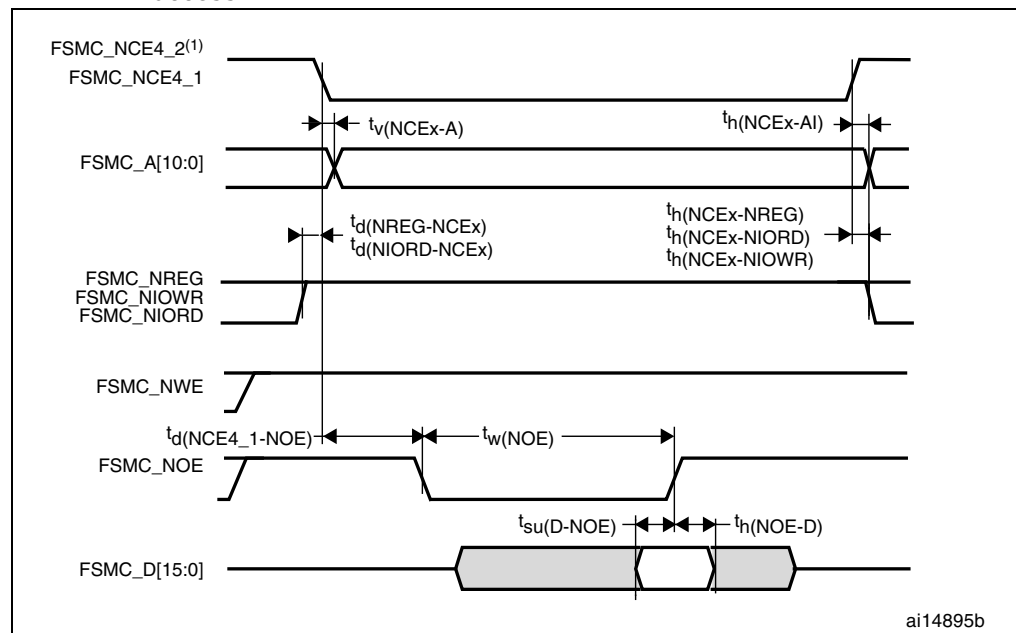 FSMC_NCE4_2(1)
FSMC_NCE4_1
tv(NCEx-A)
th(NCEx-AI)
FSMC_A[10:0]
td(NREG-NCEx)
td(NIORD-NCEx)
th(NCEx-NREG)
th(NCEx-NIORD)
th(NCEx-NIOWR)
FSMC_NREG
FSMC_NIOWR
FSMC_NIORD
FSMC_NWE
td(NCE4_1-NOE)
tw(NOE)
FSMC_NOE
tsu(D-NOE)
th(NOE-D)
FSMC_D[15:0]
ai14895b